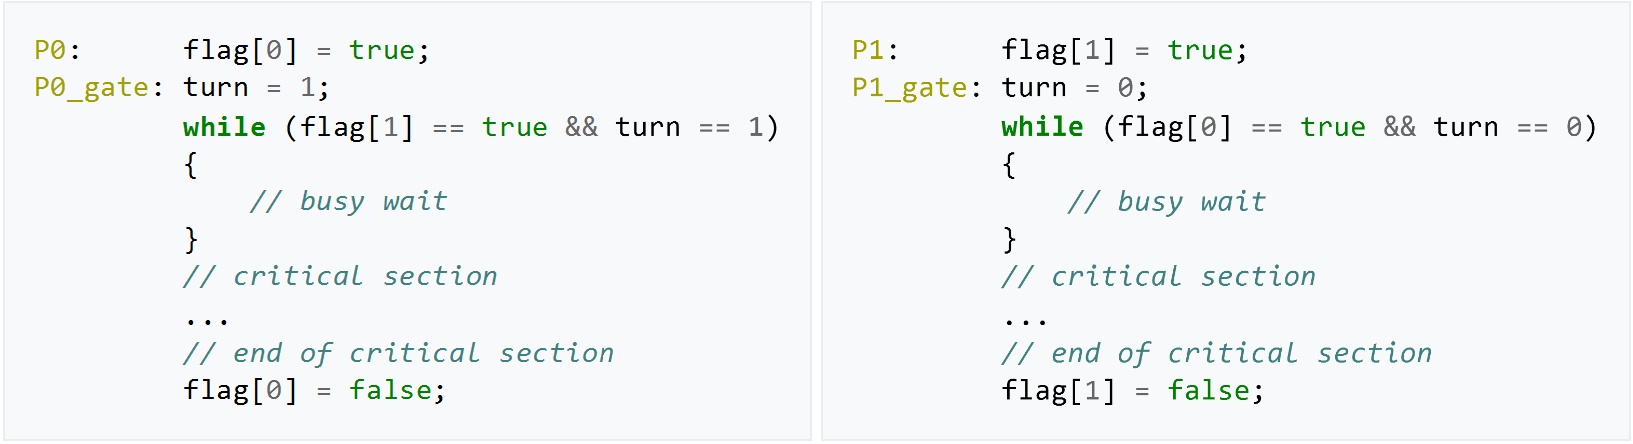 P0:      flag[0] = true;
P0_gate: turn = 1;
         while (flag[1] == true && turn == 1)
         {
             // busy wait
         }
         // critical section
         ...
         // end of critical section
         flag[0] = false;
P1:      flag[1] = true;
P1_gate: turn = 0;
         while (flag[0] == true && turn == 0)
         {
             // busy wait
         }
         // critical section
         ...
         // end of critical section
         flag[1] = false;